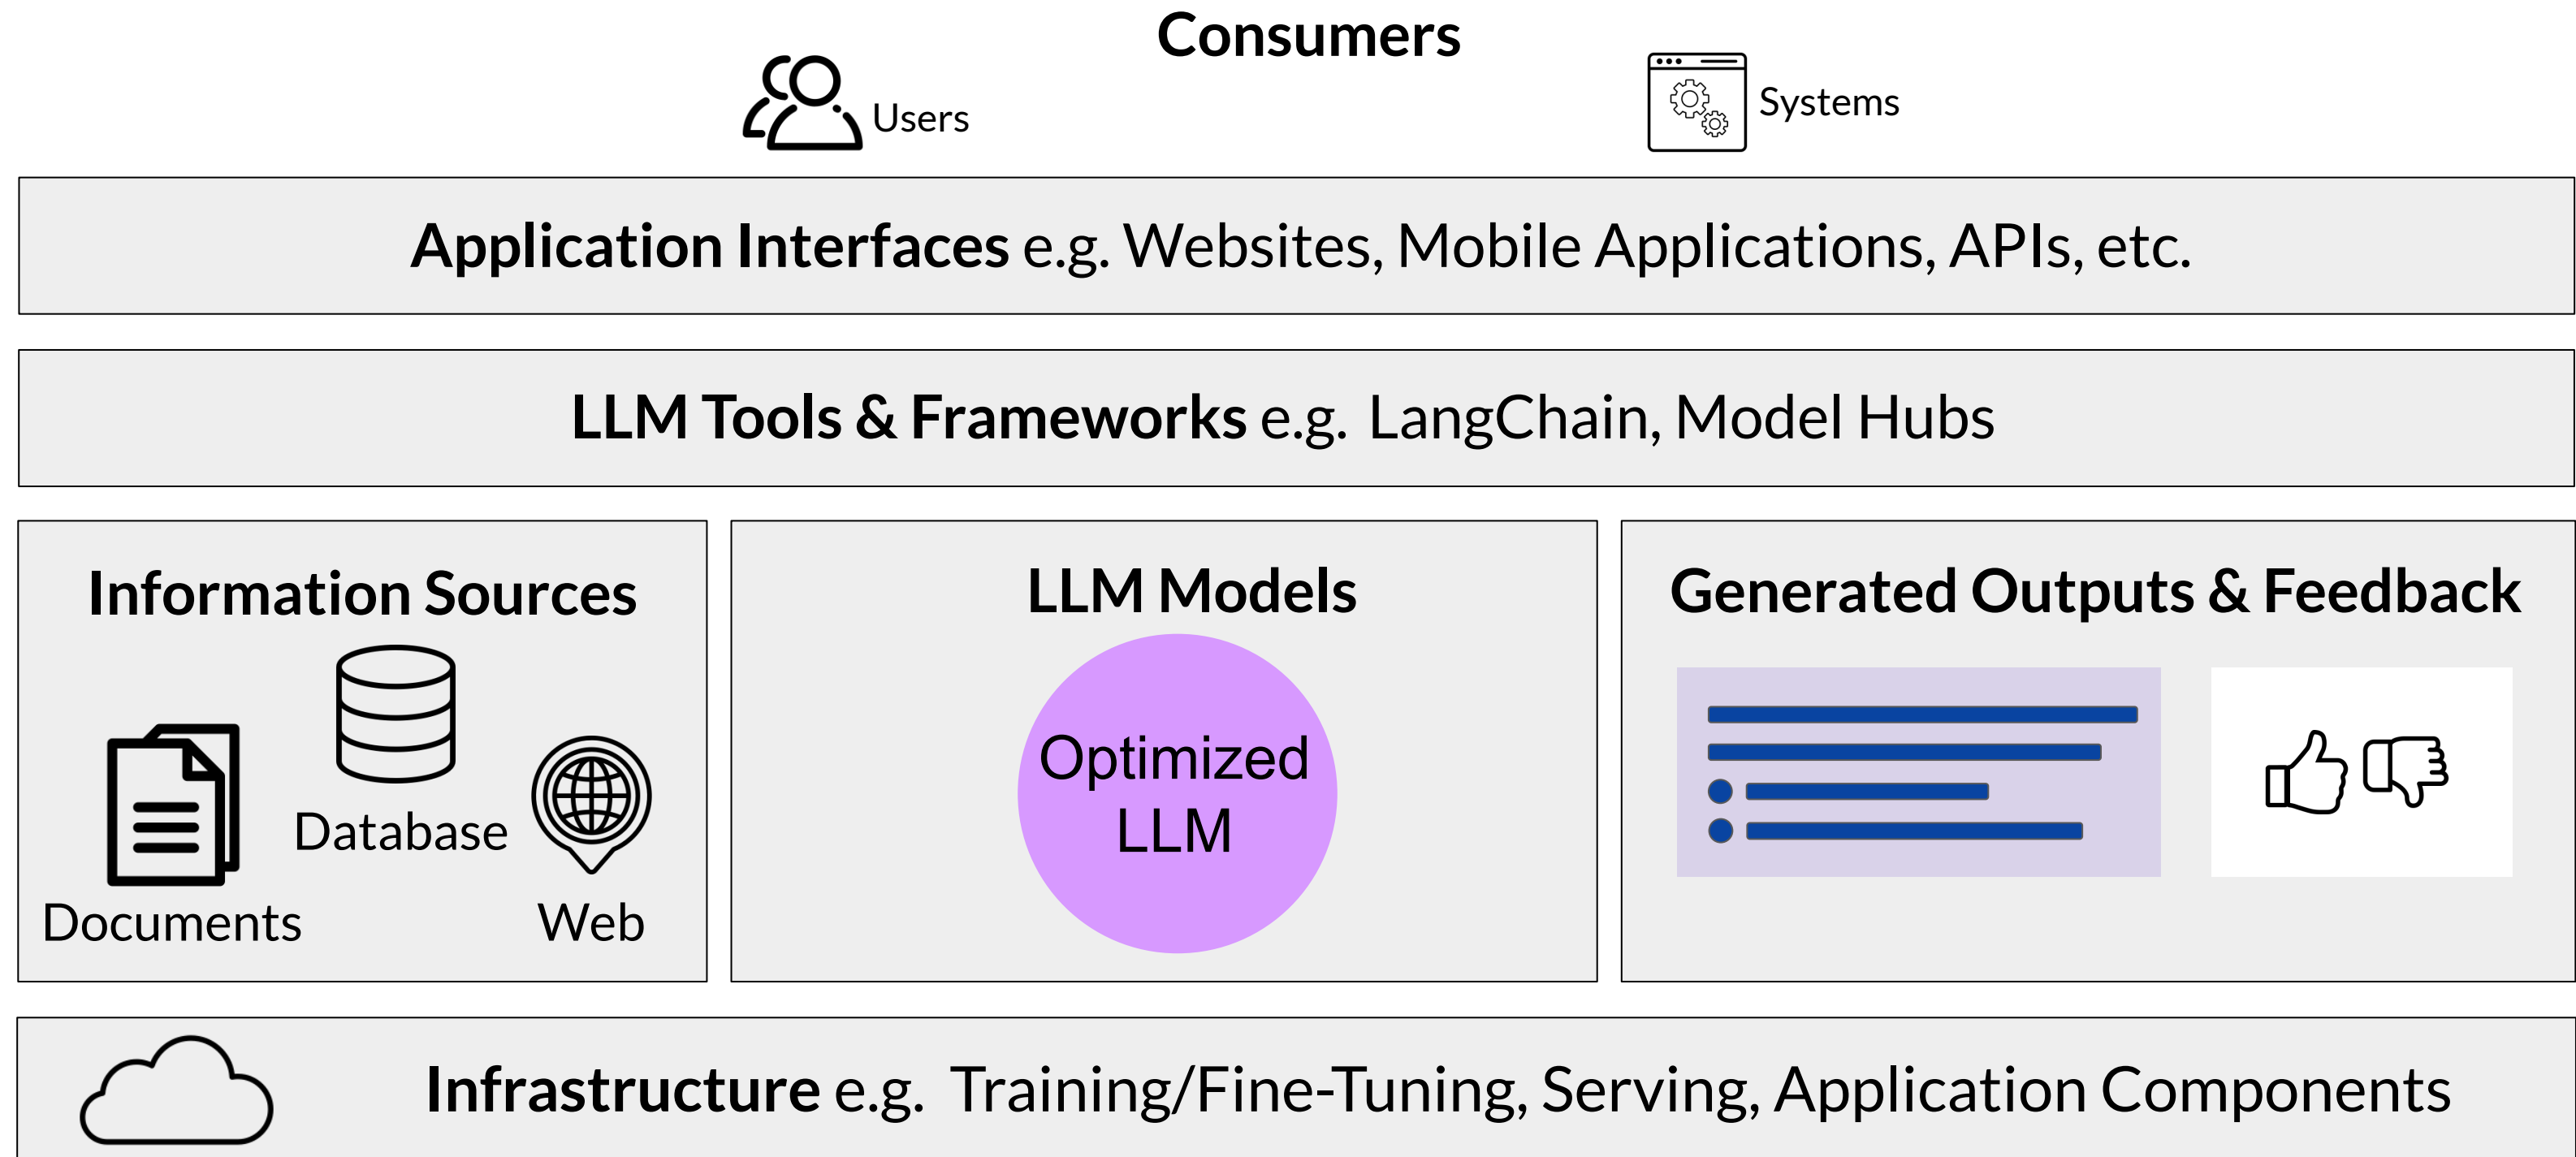 Consumers
Users
Systems
Application Interfaces e.g. Websites, Mobile Applications, APIs, etc.
LLM Tools & Frameworks e.g. LangChain, Model Hubs
Information Sources
Database
Documents
Web
LLM Models
Optimized
LLM
Generated Outputs & Feedback
Infrastructure e.g. Training/Fine-Tuning, Serving, Application Components